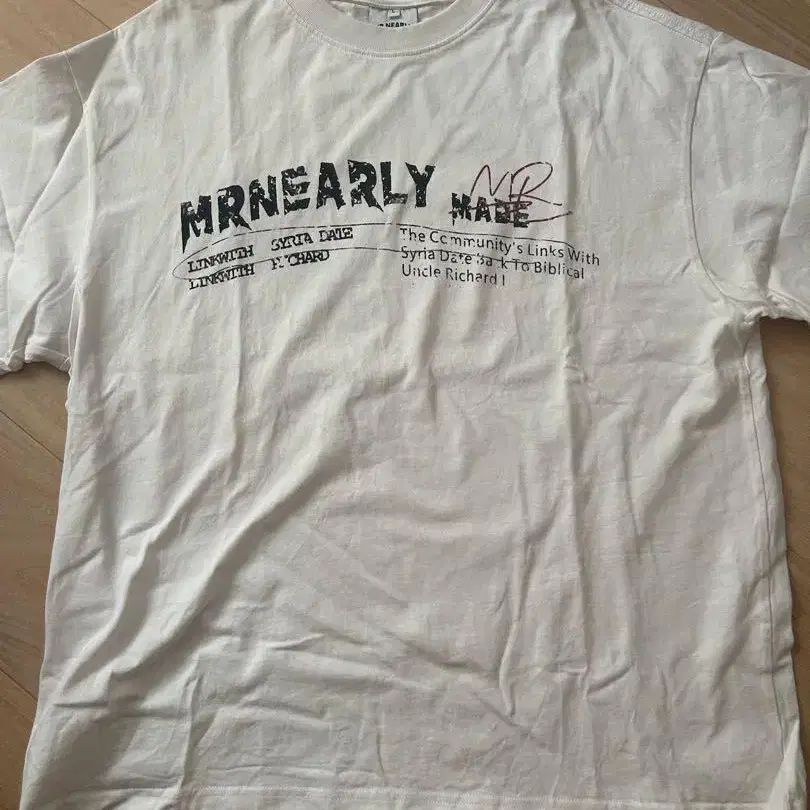 L
MRNEARLY
MR
MADE
LINKWITH SYRIA DATE
LINKWITH RICHARD
The Community's Links With
Syria Date Back To Biblical
Uncle Richard I